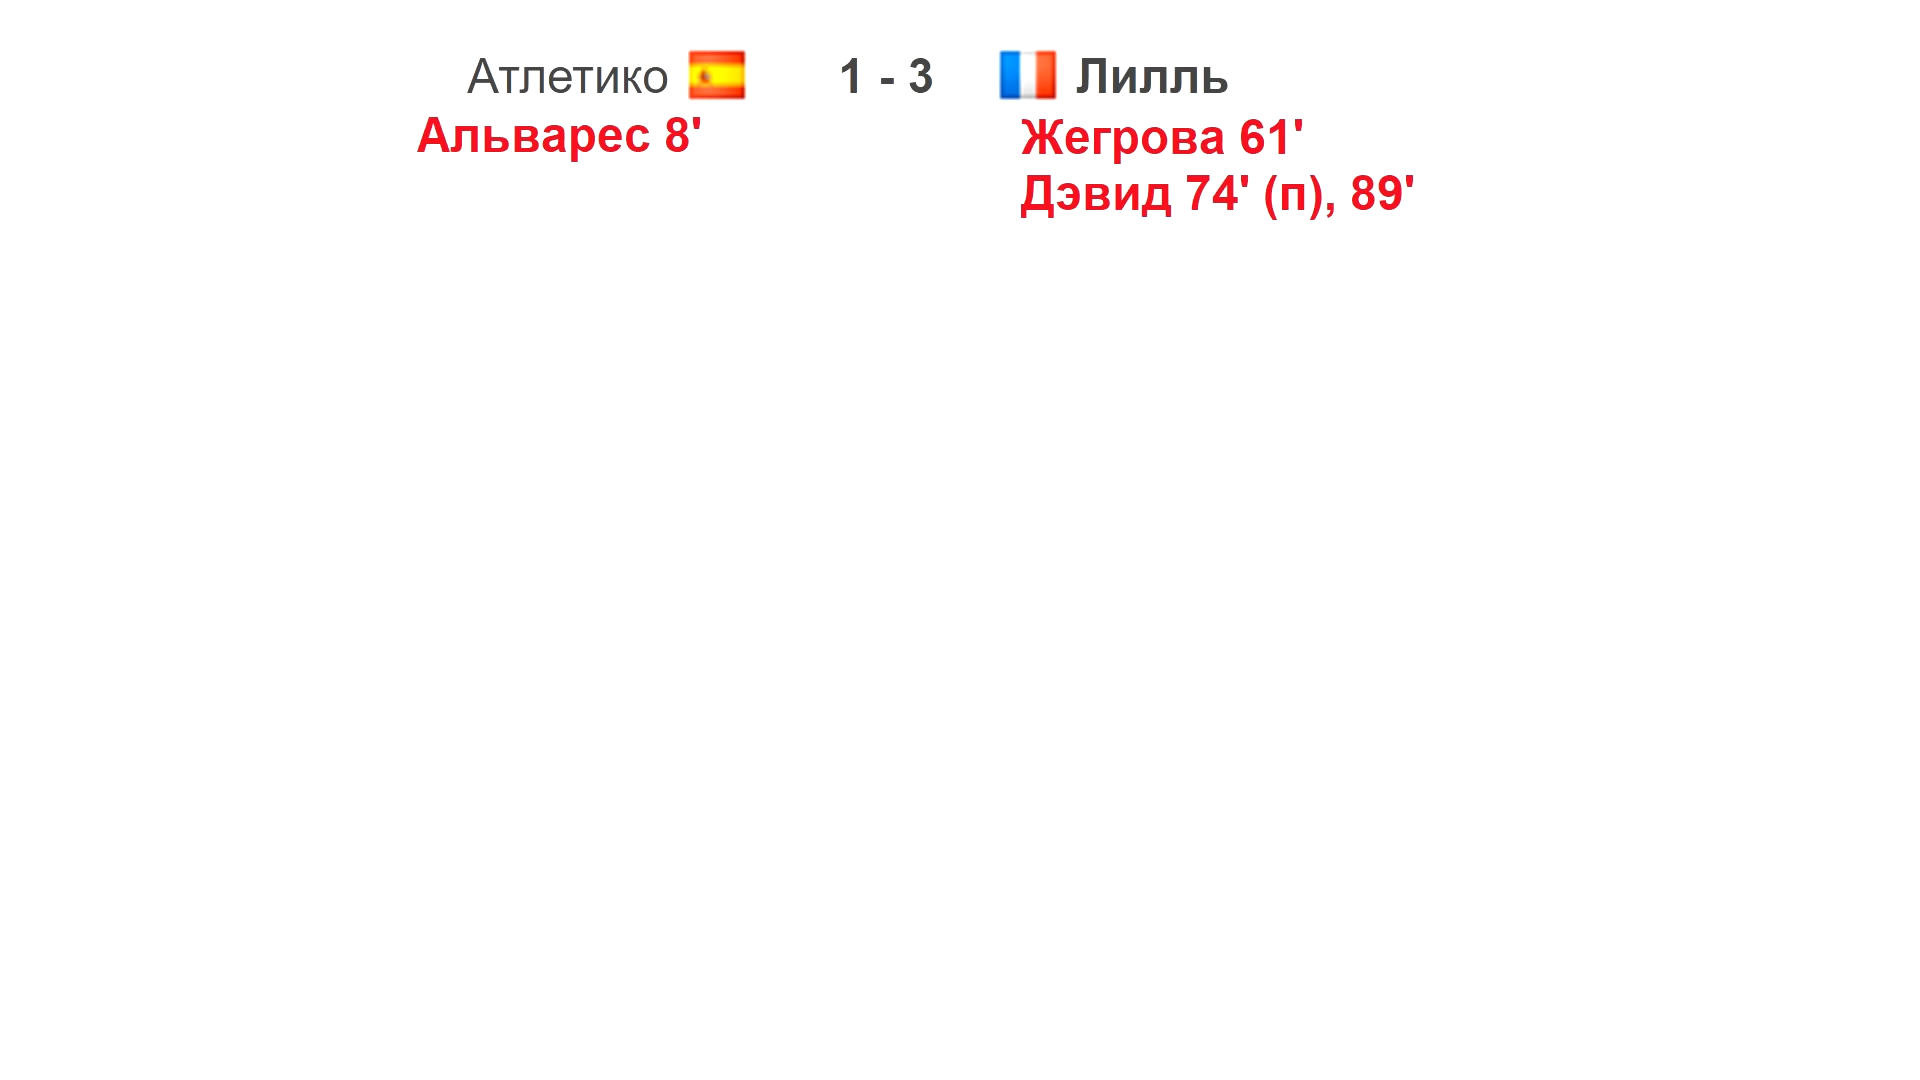 Атлетико 1 - 3 Лилль
Альварес 8' Жегрова 61'
Дэвид 74' (п), 89'